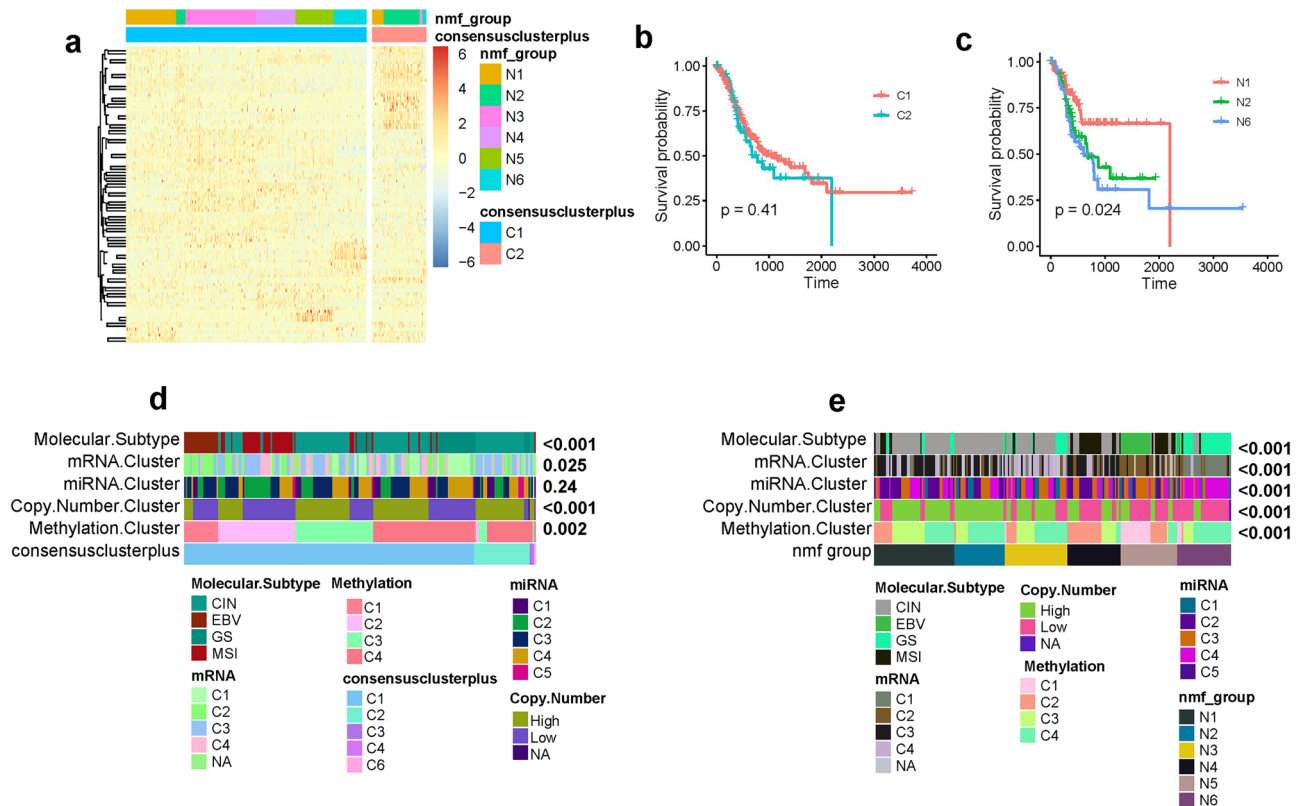 a
nmf_group
consensusclusterplus
6
4
2
0
−2
−4
−6
nmf_group
N1
N2
N3
N4
N5
N6
consensusclusterplus
C1
C2
b
Survival probability
1.00
0.75
0.50
0.25
0.00
C1
C2
p = 0.41
0 1000 2000 3000 4000
Time
c
Survival probability
1.00
0.75
0.50
0.25
0.00
N1
N2
N6
p = 0.024
0 1000 2000 3000 4000
Time
d
Molecular.Subtype <0.001
mRNA.Cluster 0.025
miRNA.Cluster 0.24
Copy.Number.Cluster <0.001
Methylation.Cluster 0.002
consensusclusterplus
Molecular.Subtype
CIN
EBV
GS
MSI
mRNA
C1
C2
C3
C4
NA
Methylation
C1
C2
C3
C4
consensusclusterplus
C1
C2
C3
C4
C6
miRNA
C1
C2
C3
C4
C5
Copy.Number
High
Low
NA
e
Molecular.Subtype <0.001
mRNA.Cluster <0.001
miRNA.Cluster <0.001
Copy.Number.Cluster <0.001
Methylation.Cluster <0.001
nmf group
Molecular.Subtype
CIN
EBV
GS
MSI
mRNA
C1
C2
C3
C4
NA
Copy.Number
High
Low
NA
Methylation
C1
C2
C3
C4
miRNA
C1
C2
C3
C4
C5
nmf_group
N1
N2
N3
N4
N5
N6